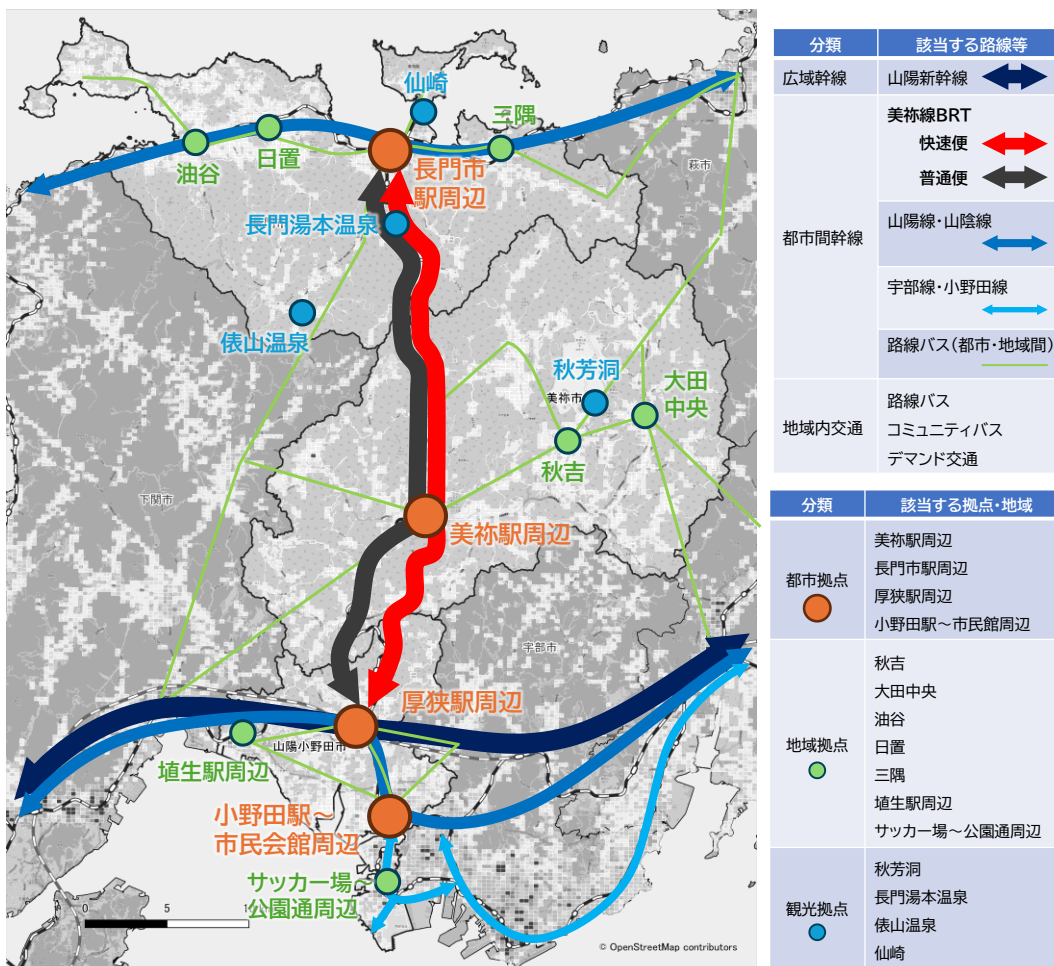 仙崎
三隅
日置
油谷
長門市
駅周辺
萩市
長門湯本温泉
俵山温泉
秋芳洞
大田
中央
美祢市
秋吉
下関市
美祢駅周辺
宇部市
厚狭駅周辺
山陽小野田市
埴生駅周辺
小野田駅~
市民会館周辺
サッカー場~
公園通周辺
0 5 1
© OpenStreetMap contributors
分類 該当する路線等
広域幹線 山陽新幹線
都市間幹線
美祢線BRT
快速便
普通便
山陽線・山陰線
宇部線・小野田線
路線バス(都市・地域間)
地域内交通
路線バス
コミュニティバス
デマンド交通
分類 該当する拠点・地域
都市拠点
美祢駅周辺
長門市駅周辺
厚狭駅周辺
小野田駅~市民館周辺
地域拠点
秋吉
大田中央
油谷
日置
三隅
埴生駅周辺
サッカー場~公園通周辺
観光拠点
秋芳洞
長門湯本温泉
俵山温泉
仙崎